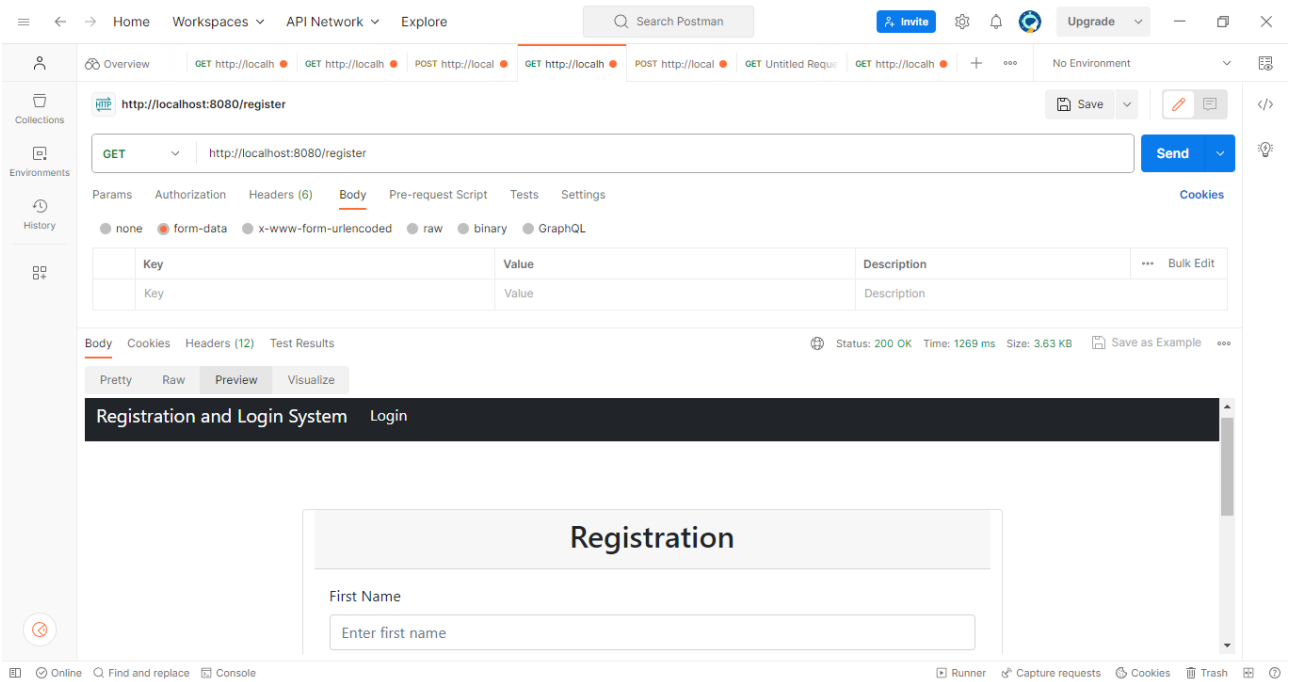 Home Workspaces API Network Explore Search Postman Invite Upgrade
Overview GET http://localh GET http://localh POST http://local GET http://localh POST http://local GET Untitled Reque GET http://localh No Environment
HTTP http://localhost:8080/register Save
Collections
GET http://localhost:8080/register Send
Environments
Params Authorization Headers (6) Body Pre-request Script Tests Settings Cookies
History
none form-data x-www-form-urlencoded raw binary GraphQL
Key Value Description Bulk Edit
Key Value Description
Body Cookies Headers (12) Test Results Status: 200 OK Time: 1269 ms Size: 3.63 KB Save as Example
Pretty Raw Preview Visualize
Registration and Login System Login
Registration
First Name
Enter first name
Online Find and replace Console Runner Capture requests Cookies Trash